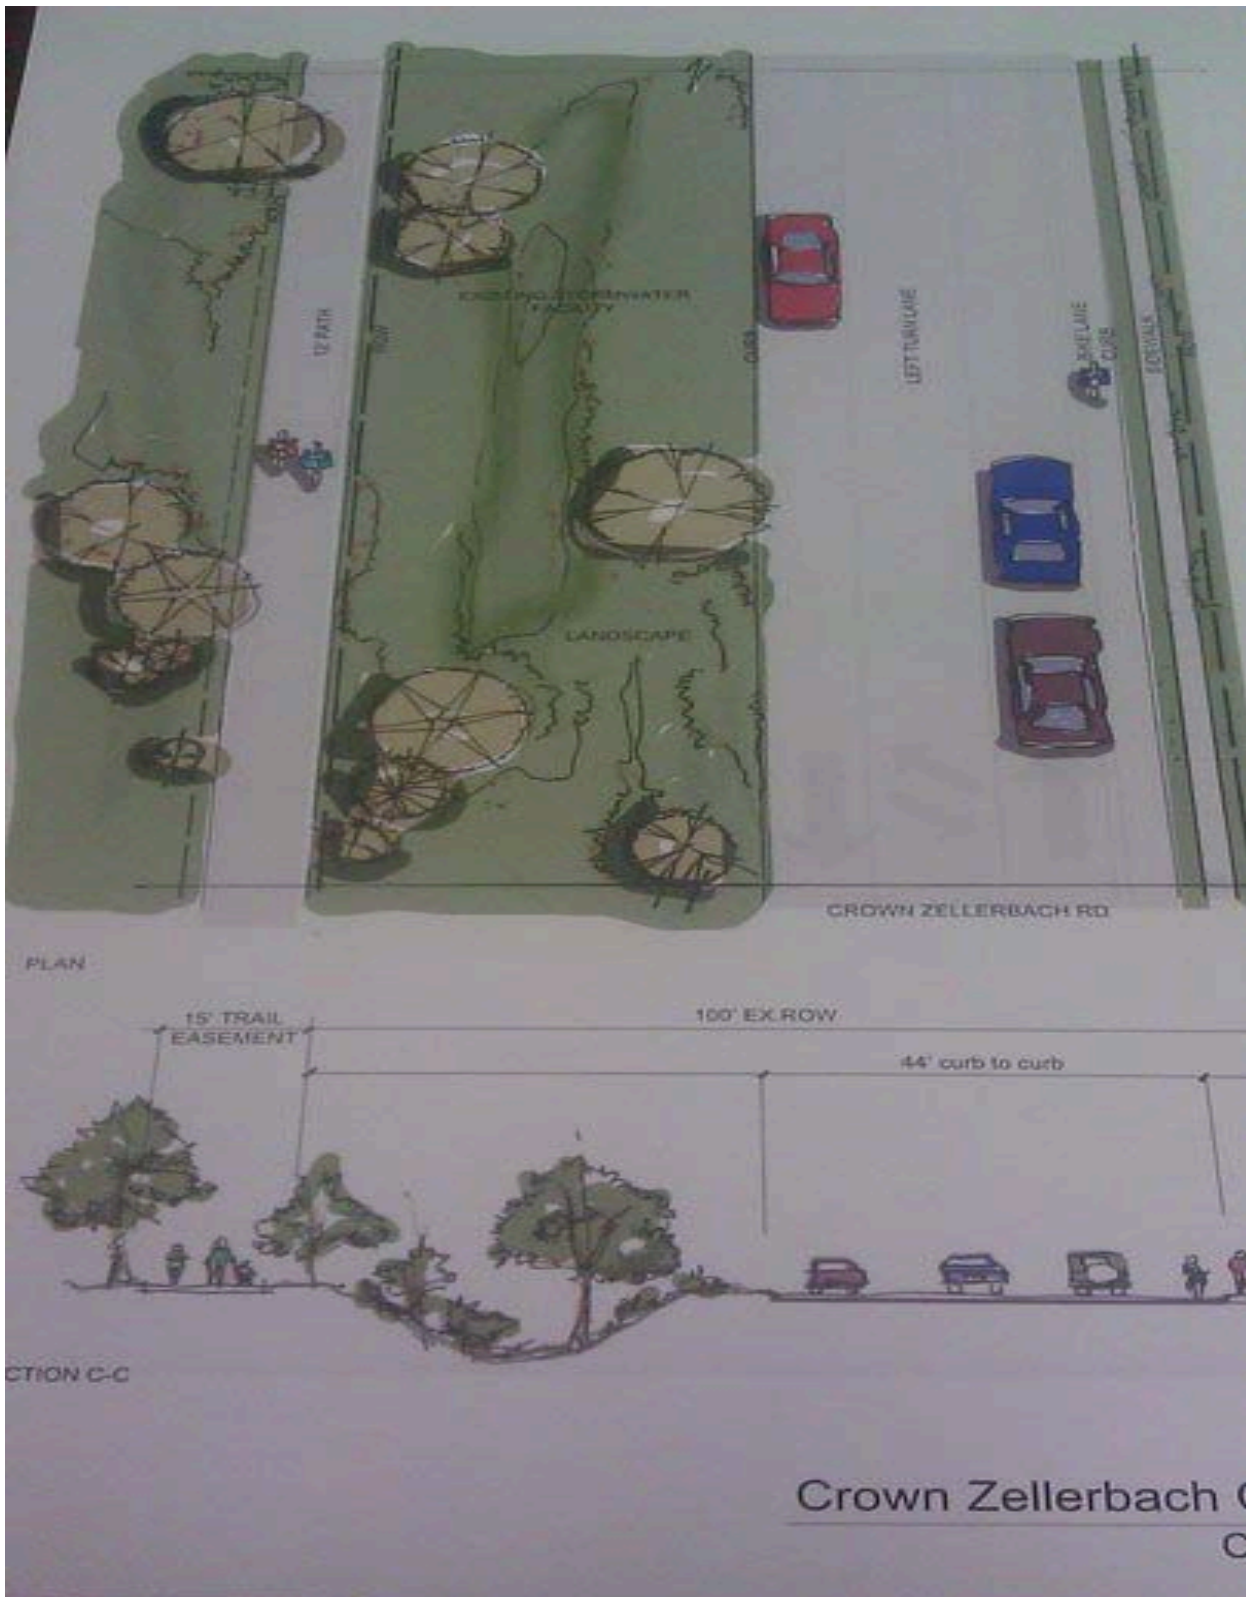 12' PATH
ROW
EXISTING STORMWATER
FACILITY
CURB
LEFT TURN LANE
BIKE LANE
CURB
SIDEWALK
ROW
LANDSCAPE
CROWN ZELLERBACH RD
PLAN
15' TRAIL
EASEMENT
100' EX.ROW
44' curb to curb
CTION C-C
Crown Zellerbach